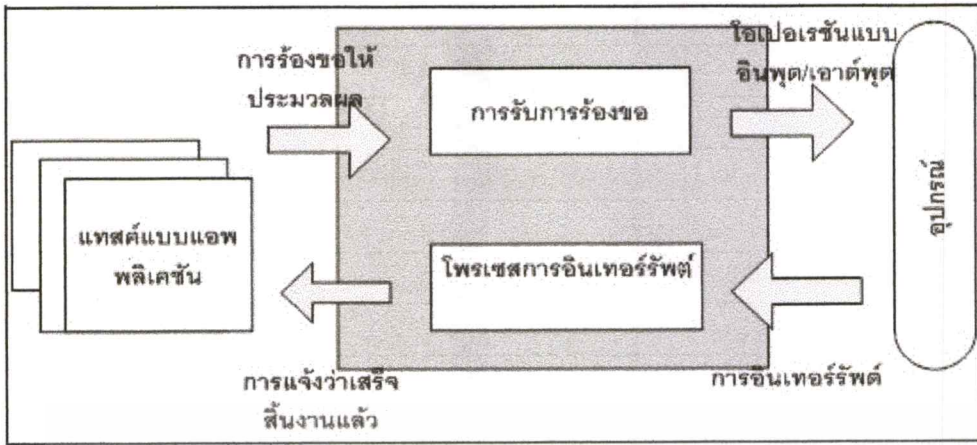 การร้องขอให้
ประมวลผล
โอเปอเรชันแบบ
อินพุต/เอาต์พุต
การรับการร้องขอ
แทสค์แบบแอพ
พลิเคชัน
อุปกรณ์
โพรเซสการอินเทอร์รัพต์
การแจ้งว่าเสร็จ
สิ้นงานแล้ว
การอินเทอร์รัพต์